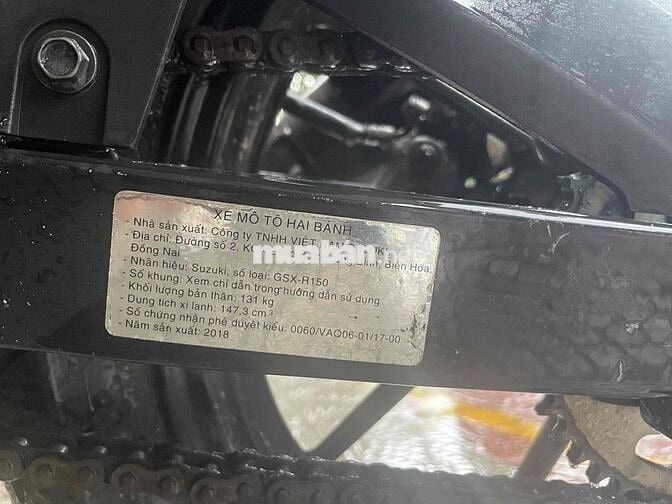 XE MÔ TÔ HAI BÁNH
- Nhà sản xuất: Công ty TNHH VIỆT
- Địa chỉ: Đường số 2, Bình, Biên Hòa,
Đồng Nai
- Nhãn hiệu: Suzuki, số loại: GSX-R150
- Số khung: Xem chỉ dẫn trong hướng dẫn sử dụng
- Khối lượng bản thân: 131 kg
- Dung tích xi lanh: 147.3 cm³
- Số chứng nhận phê duyệt kiểu: 0060/VAQ06-01/17-00
- Năm sản xuất: 2018
muaban.net
muaban